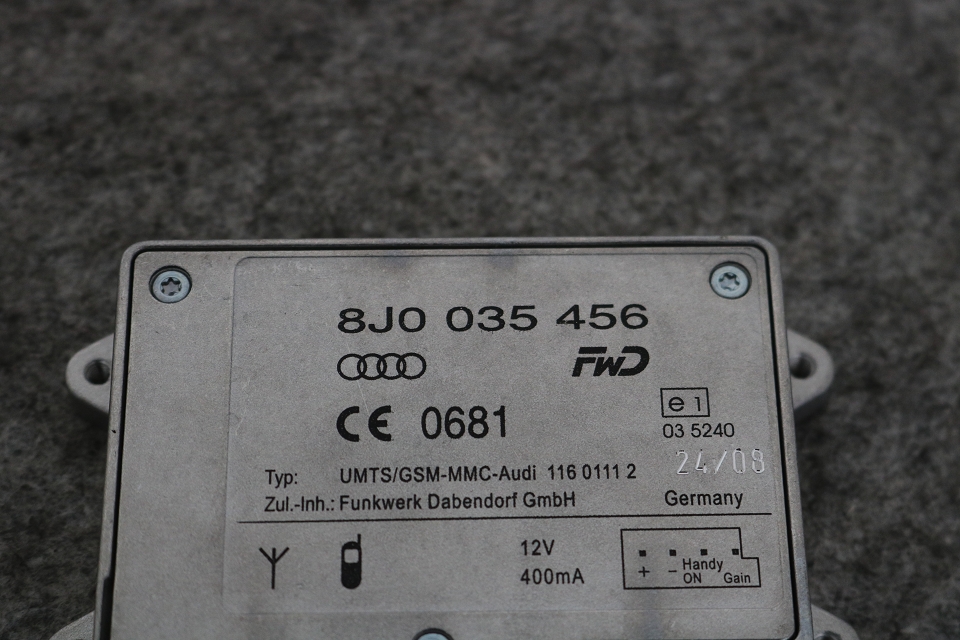 8J0 035 456
FWD
CE 0681
e 1
03 5240
24/08
Typ: UMTS/GSM-MMC-Audi 116 0111 2
Zul.-Inh.: Funkwerk Dabendorf GmbH
Germany
12V
400mA
+ - Handy ON Gain